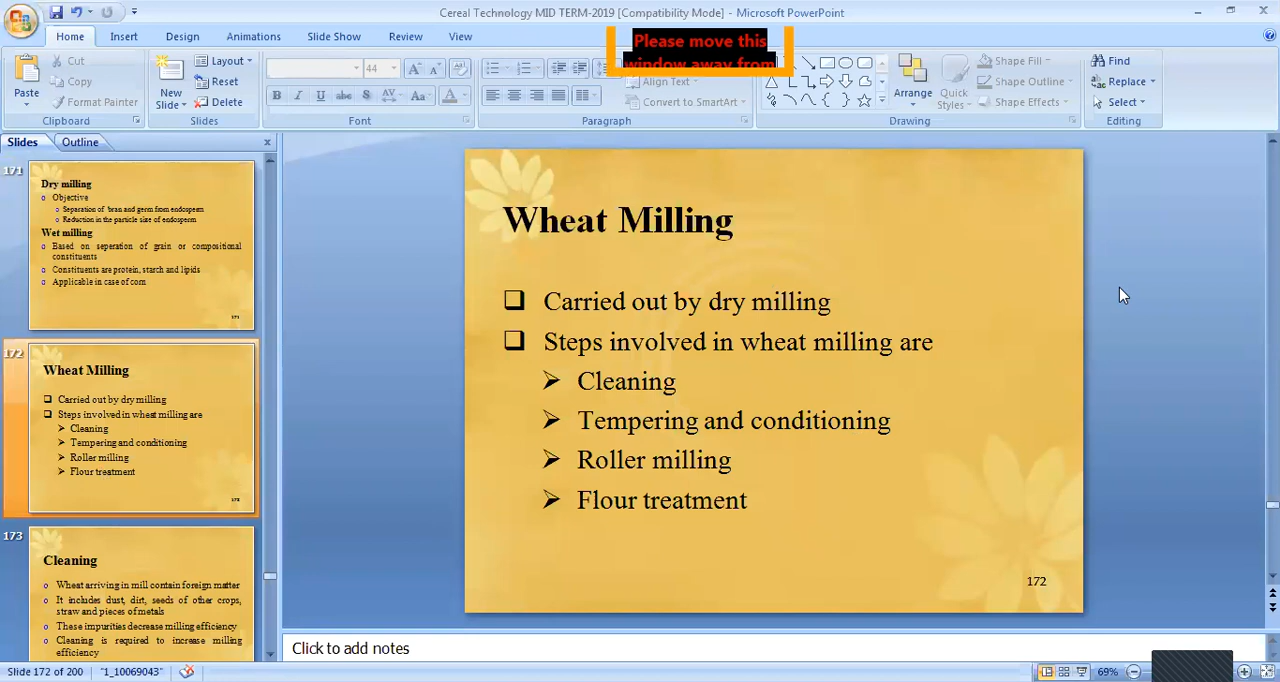 Cereal Technology MID TERM-2019 [Compatibility Mode] - Microsoft PowerPoint
Home Insert Design Animations Slide Show Review View
Please move this
window away from
Paste
Cut
Copy
Format Painter
Clipboard
New
Slide
Layout
Reset
Delete
Slides
44
B I U abc S AV Aa A
Font
Align Text
Convert to SmartArt
Paragraph
Arrange
Quick
Styles
Shape Fill
Shape Outline
Shape Effects
Drawing
Find
Replace
Select
Editing
Slides Outline
171
Dry milling
Objective
Separation of bran and germ from endosperm
Reduction in the particle size of endosperm
Wet milling
Based on seperation of grain or compositional
constituents
Constituents are protein, starch and lipids
Applicable in case of corn
171
172
Wheat Milling
Carried out by dry milling
Steps involved in wheat milling are
Cleaning
Tempering and conditioning
Roller milling
Flour treatment
172
173
Cleaning
Wheat arriving in mill contain foreign matter
It includes dust, dirt, seeds of other crops,
straw and pieces of metals
These impurities decrease milling efficiency
Cleaning is required to increase milling
efficiency
Wheat Milling
Carried out by dry milling
Steps involved in wheat milling are
Cleaning
Tempering and conditioning
Roller milling
Flour treatment
172
Click to add notes
Slide 172 of 200 "1_10069043" 69%